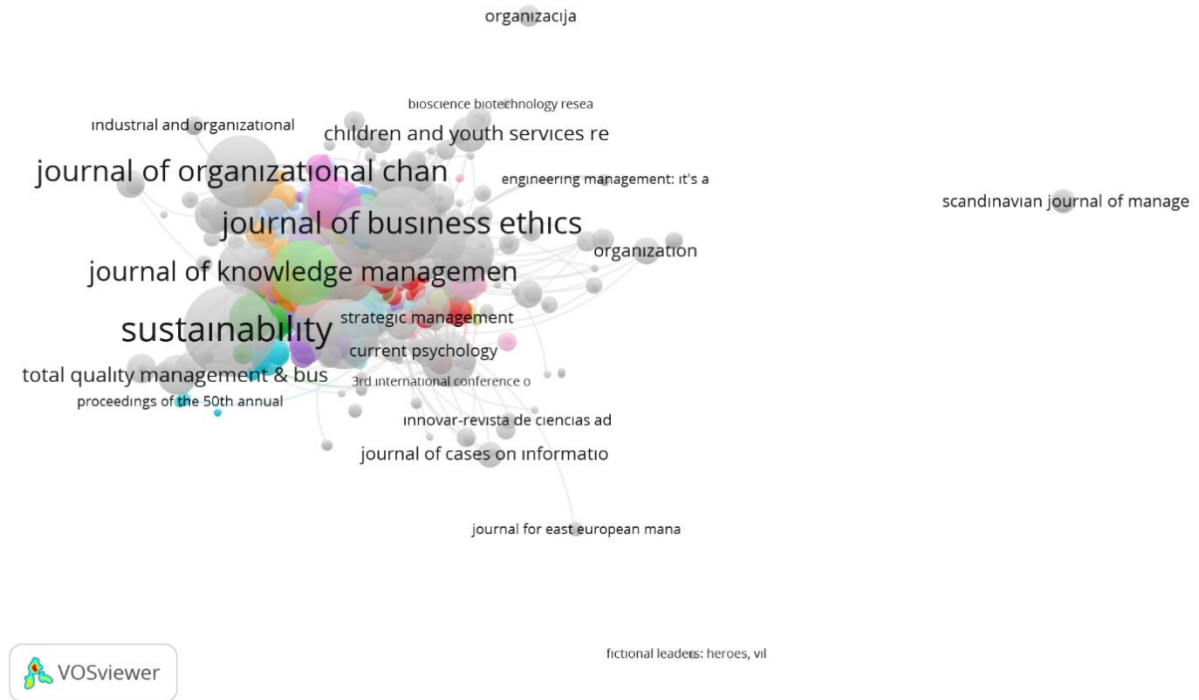 organizacija
bioscience biotechnology resea
industrial and organizational
children and youth services re
journal of organizational chan
engineering management: it's a
scandinavian journal of manage
journal of business ethics
organization
journal of knowledge managemen
strategic management
sustainability
current psychology
total quality management & bus
3rd international conference o
proceedings of the 50th annual
innovar-revista de ciencias ad
journal of cases on informatio
journal for east european mana
fictional leaders: heroes, vil
VOSviewer